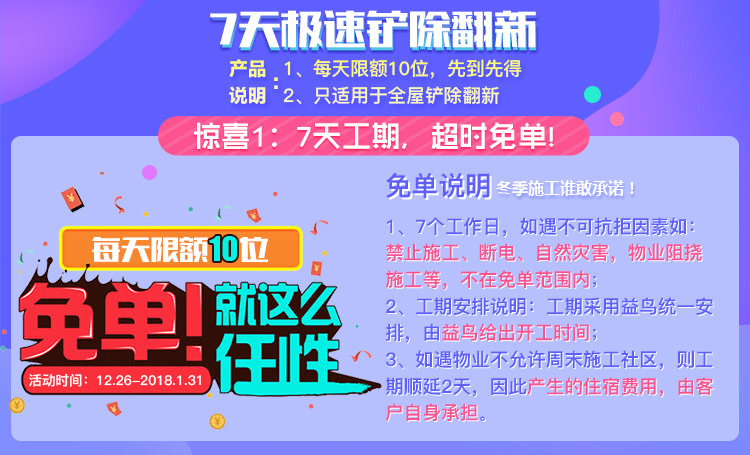 7天极速铲除翻新
产品说明：
1、每天限额10位，先到先得
2、只适用于全屋铲除翻新
惊喜1：7天工期，超时免单!
每天限额10位
免单!
就这么
任性
活动时间：12.26-2018.1.31
免单说明 冬季施工谁敢承诺！
1、7个工作日，如遇不可抗拒因素如：
禁止施工、断电、自然灾害，物业阻挠
施工等，不在免单范围内；
2、工期安排说明：工期采用益鸟统一安
排，由益鸟给出开工时间；
3、如遇物业不允许周末施工社区，则工
期顺延2天，因此产生的住宿费用，由客
户自身承担。